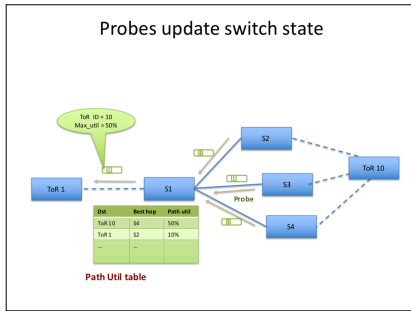 Probes update switch state
ToR ID = 10
Max_util = 50%
S2
ToR 1
S1
S3
ToR 10
Probe
S4
Dst Best hop Path util
ToR 10 S4 50%
ToR 1 S2 10%
... ...
Path Util table